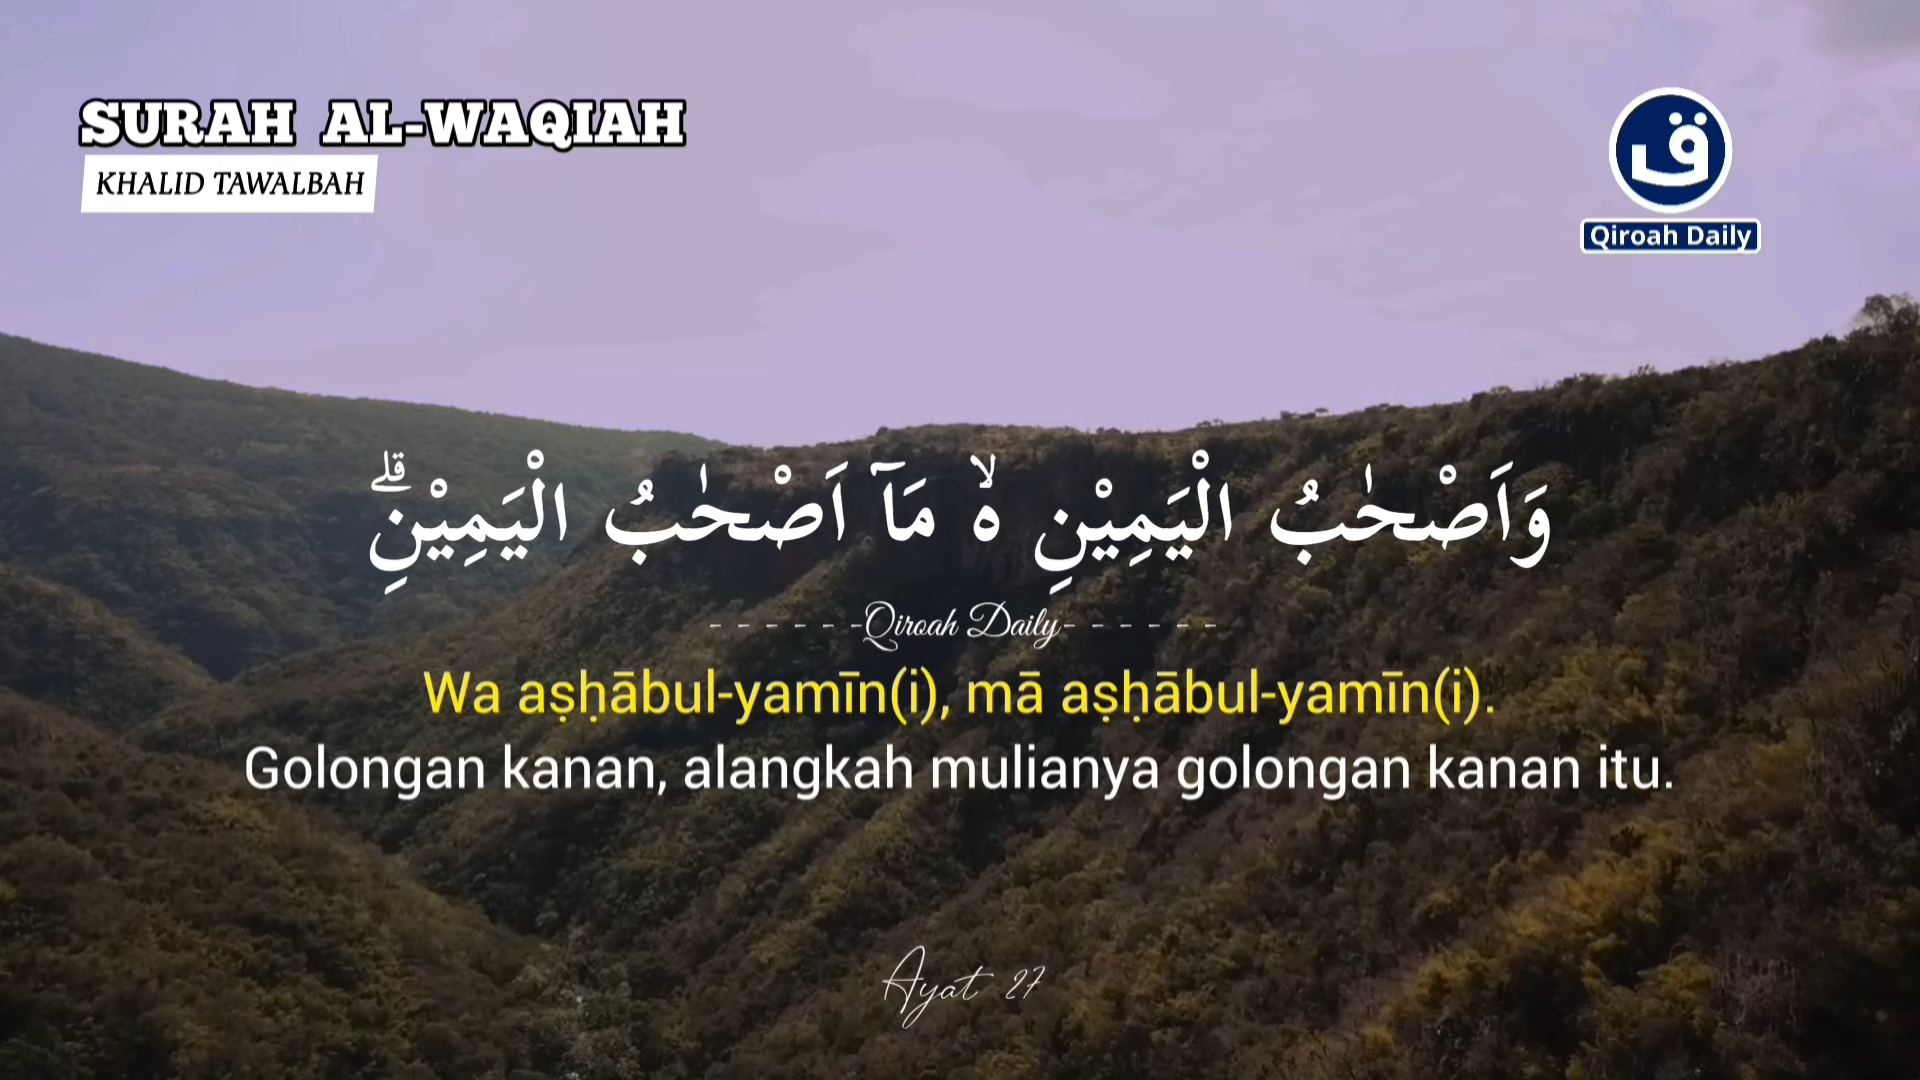 SURAH AL-WAQIAH
KHALID TAWALBAH
ق
Qiroah Daily
وَاَصْحٰبُ الْيَمِيْنِ ەۙ مَآ اَصْحٰبُ الْيَمِيْنِۗ
------Qiroah Daily------
Wa aṣḥābul-yamīn(i), mā aṣḥābul-yamīn(i).
Golongan kanan, alangkah mulianya golongan kanan itu.
Ayat 27